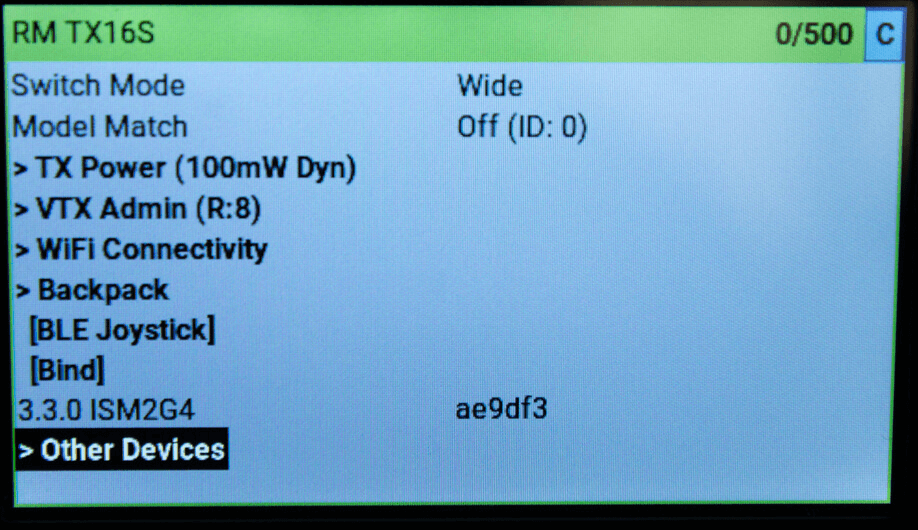 RM TX16S 0/500 C
Switch Mode Wide
Model Match Off (ID: 0)
> TX Power (100mW Dyn)
> VTX Admin (R:8)
> WiFi Connectivity
> Backpack
[BLE Joystick]
[Bind]
3.3.0 ISM2G4 ae9df3
> Other Devices